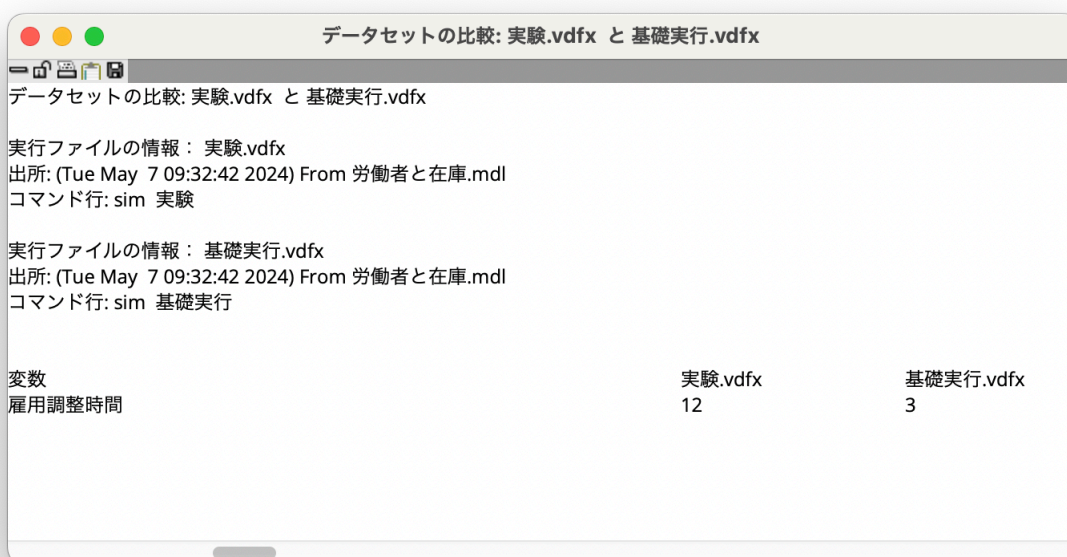 データセットの比較: 実験.vdfx と 基礎実行.vdfx
データセットの比較: 実験.vdfx と 基礎実行.vdfx
実行ファイルの情報： 実験.vdfx
出所: (Tue May 7 09:32:42 2024) From 労働者と在庫.mdl
コマンド行: sim 実験
実行ファイルの情報： 基礎実行.vdfx
出所: (Tue May 7 09:32:42 2024) From 労働者と在庫.mdl
コマンド行: sim 基礎実行
変数 実験.vdfx 基礎実行.vdfx
雇用調整時間 12 3